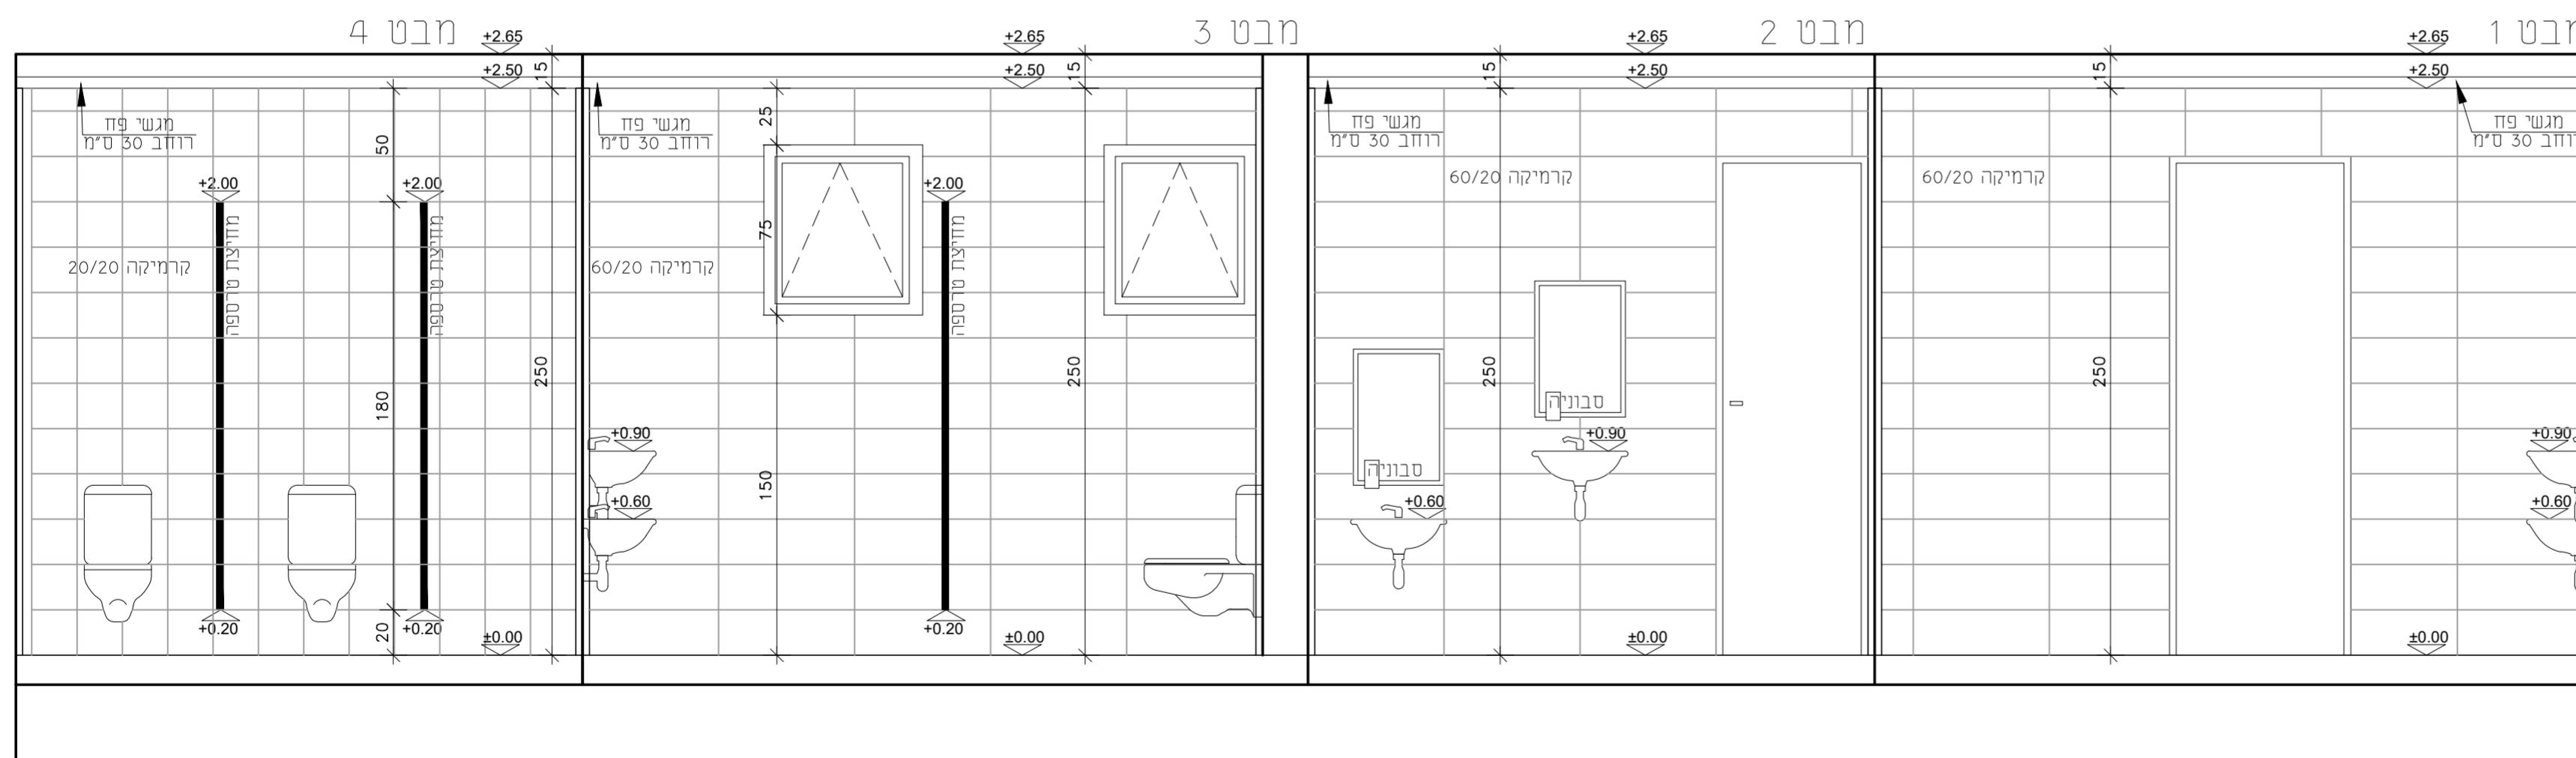 מבט 4
מבט 3
מבט 2
מבט 1
+2.65
+2.50
15
מגשי פח
רוחב 30 ס"מ
50
+2.00
+2.00
מחיצת טרספה
מחיצת טרספה
קרמיקה 20/20
250
180
20
+0.20
+0.20
±0.00
+2.65
+2.50
15
מגשי פח
רוחב 30 ס"מ
25
75
+2.00
מחיצת טרספה
קרמיקה 60/20
250
+0.90
+0.60
150
+0.20
±0.00
+2.65
+2.50
15
מגשי פח
רוחב 30 ס"מ
קרמיקה 60/20
250
סבוניה
סבוניה
+0.90
+0.60
±0.00
+2.65
+2.50
15
מגשי פח
רוחב 30
קרמיקה 60/20
250
+0.90
+0.60
±0.00